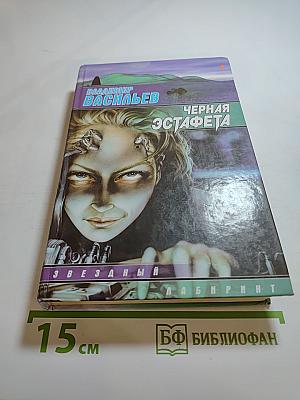 ВЛАДИМИР
ВАСИЛЬЕВ
ЧЕРНАЯ
ЭСТАФЕТА
ЗВЕЗДНЫЙ
ЛАБИРИНТ
15 см
БФ БИБЛИОФАН